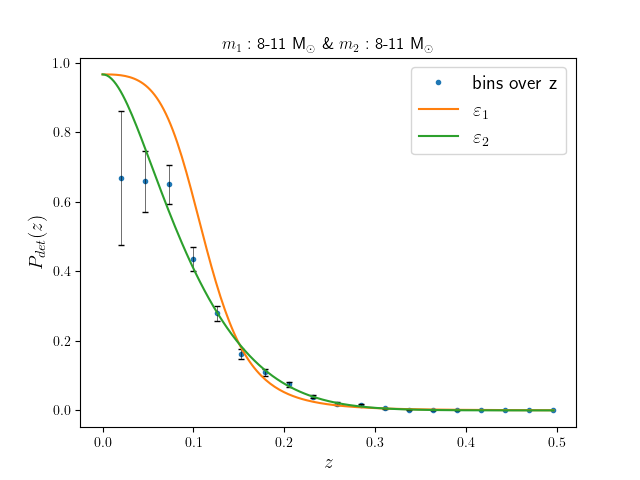 m₁ : 8-11 M☉ & m₂ : 8-11 M☉
1.0
0.8
0.6
0.4
0.2
0.0
P_det(z)
bins over z
ε₁
ε₂
0.0 0.1 0.2 0.3 0.4 0.5
z